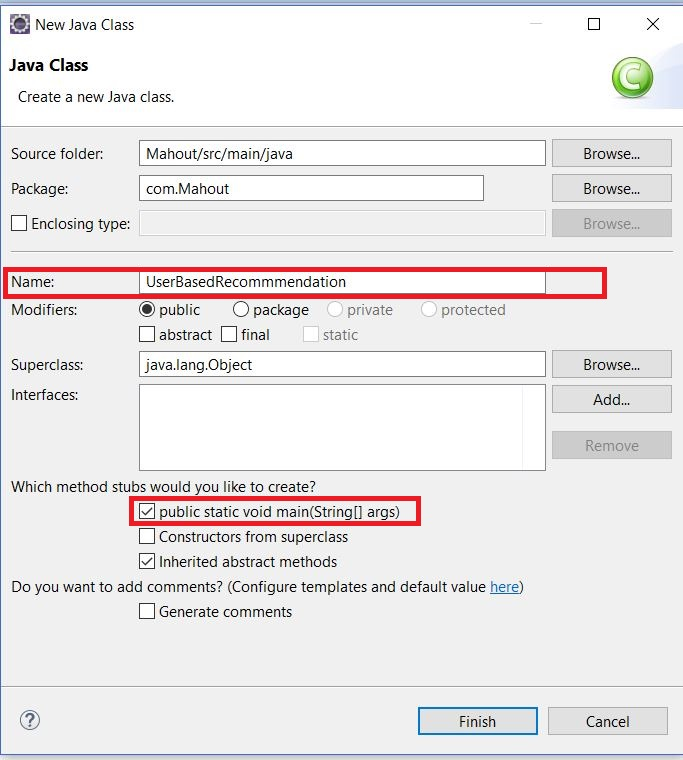 New Java Class
Java Class
Create a new Java class.
Source folder: Mahout/src/main/java Browse...
Package: com.Mahout Browse...
Enclosing type: Browse...
Name: UserBasedRecommmendation
Modifiers: public package private protected
abstract final static
Superclass: java.lang.Object Browse...
Interfaces: Add...
Remove
Which method stubs would you like to create?
public static void main(String[] args)
Constructors from superclass
Inherited abstract methods
Do you want to add comments? (Configure templates and default value here)
Generate comments
? Finish Cancel